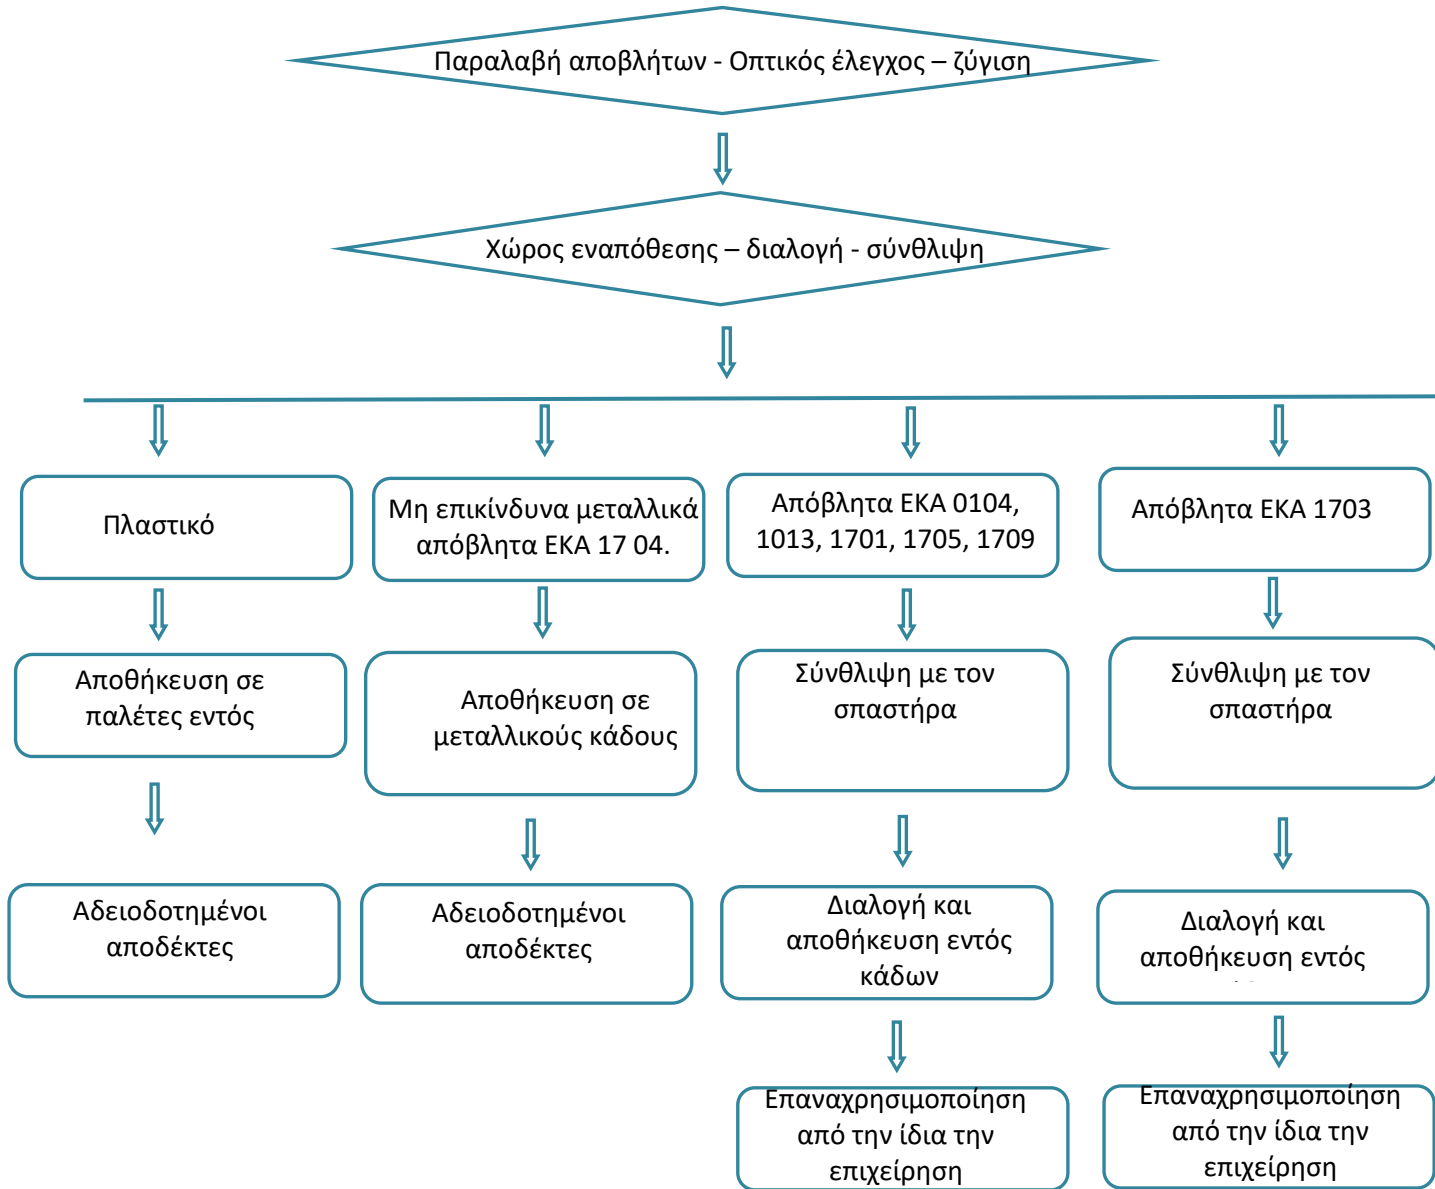 Παραλαβή αποβλήτων - Οπτικός έλεγχος – ζύγιση
Χώρος εναπόθεσης – διαλογή - σύνθλιψη
Πλαστικό
Μη επικίνδυνα μεταλλικά
απόβλητα ΕΚΑ 17 04.
Απόβλητα ΕΚΑ 0104,
1013, 1701, 1705, 1709
Απόβλητα ΕΚΑ 1703
Αποθήκευση σε
παλέτες εντός
Αποθήκευση σε
μεταλλικούς κάδους
Σύνθλιψη με τον
σπαστήρα
Σύνθλιψη με τον
σπαστήρα
Αδειοδοτημένοι
αποδέκτες
Αδειοδοτημένοι
αποδέκτες
Διαλογή και
αποθήκευση εντός
κάδων
Διαλογή και
αποθήκευση εντός
Επαναχρησιμοποίηση
από την ίδια την
επιχείρηση
Επαναχρησιμοποίηση
από την ίδια την
επιχείρηση